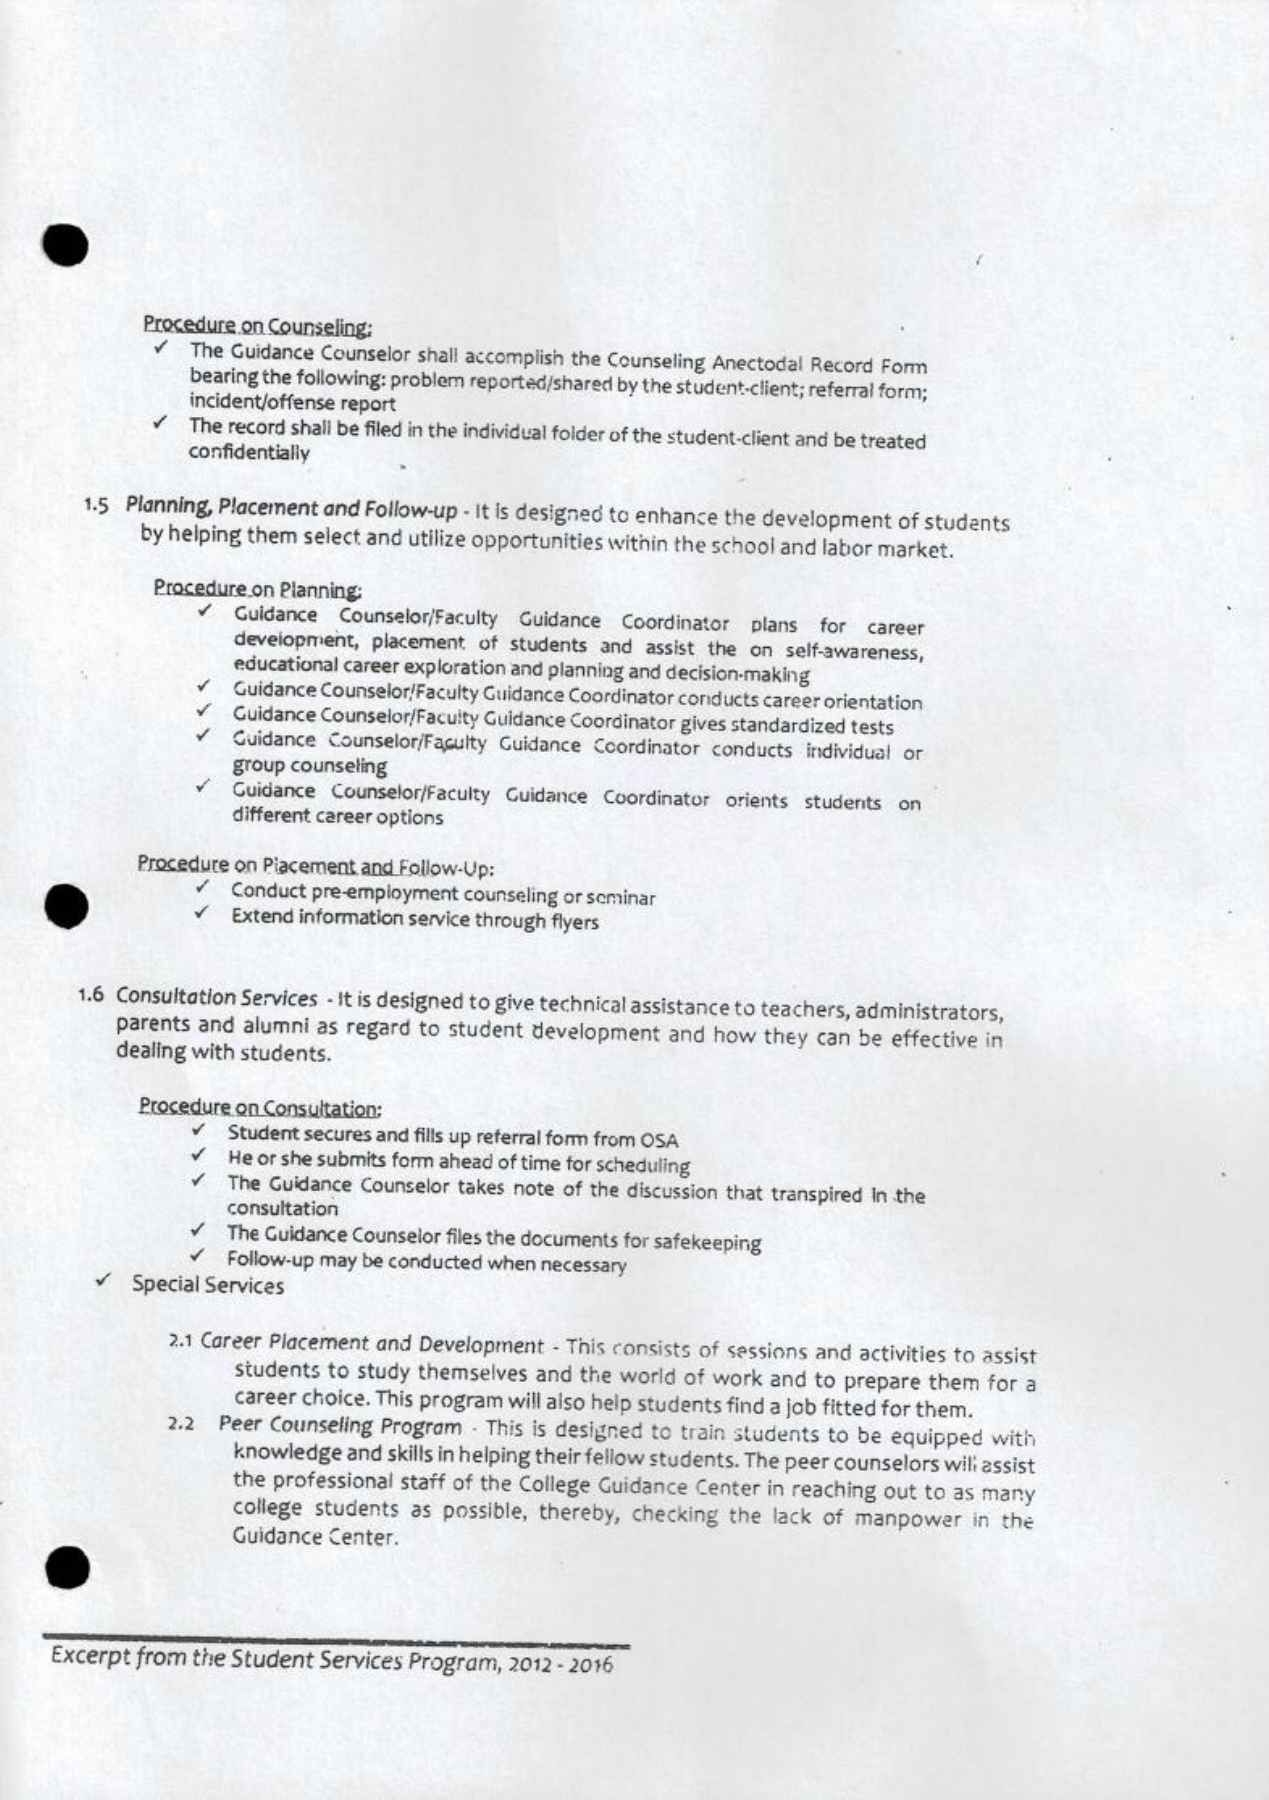 Procedure on Counseling:
✓ The Guidance Counselor shall accomplish the Counseling Anectodal Record Form
bearing the following: problem reported/shared by the student-client; referral form;
incident/offense report
✓ The record shall be filed in the individual folder of the student-client and be treated
confidentially
1.5 Planning, Placement and Follow-up - It is designed to enhance the development of students
by helping them select and utilize opportunities within the school and labor market.
Procedure on Planning:
✓ Guidance Counselor/Faculty Guidance Coordinator plans for career
development, placement of students and assist the on self-awareness,
educational career exploration and planning and decision-making
✓ Guidance Counselor/Faculty Guidance Coordinator conducts career orientation
✓ Guidance Counselor/Faculty Guidance Coordinator gives standardized tests
✓ Guidance Counselor/Faculty Guidance Coordinator conducts individual or
group counseling
✓ Guidance Counselor/Faculty Guidance Coordinator orients students on
different career options
Procedure on Placement and Follow-Up:
✓ Conduct pre-employment counseling or seminar
✓ Extend information service through flyers
1.6 Consultation Services - It is designed to give technical assistance to teachers, administrators,
parents and alumni as regard to student development and how they can be effective in
dealing with students.
Procedure on Consultation:
✓ Student secures and fills up referral form from OSA
✓ He or she submits form ahead of time for scheduling
✓ The Guidance Counselor takes note of the discussion that transpired in the
consultation
✓ The Guidance Counselor files the documents for safekeeping
✓ Follow-up may be conducted when necessary
✓ Special Services
2.1 Career Placement and Development - This consists of sessions and activities to assist
students to study themselves and the world of work and to prepare them for a
career choice. This program will also help students find a job fitted for them.
2.2 Peer Counseling Program - This is designed to train students to be equipped with
knowledge and skills in helping their fellow students. The peer counselors will assist
the professional staff of the College Guidance Center in reaching out to as many
college students as possible, thereby, checking the lack of manpower in the
Guidance Center.
Excerpt from the Student Services Program, 2012 - 2016